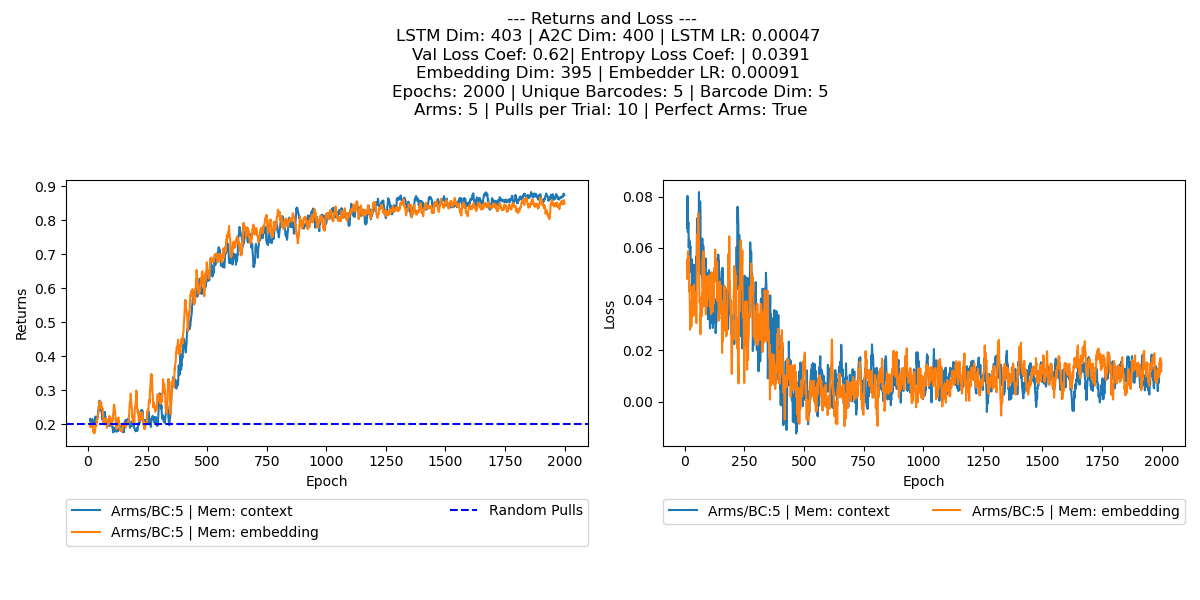 --- Returns and Loss ---
LSTM Dim: 403 | A2C Dim: 400 | LSTM LR: 0.00047
Val Loss Coef: 0.62| Entropy Loss Coef: | 0.0391
Embedding Dim: 395 | Embedder LR: 0.00091
Epochs: 2000 | Unique Barcodes: 5 | Barcode Dim: 5
Arms: 5 | Pulls per Trial: 10 | Perfect Arms: True
Returns
0.9
0.8
0.7
0.6
0.5
0.4
0.3
0.2
0 250 500 750 1000 1250 1500 1750 2000
Epoch
Arms/BC:5 | Mem: context
Arms/BC:5 | Mem: embedding
Random Pulls
Loss
0.08
0.06
0.04
0.02
0.00
0 250 500 750 1000 1250 1500 1750 2000
Epoch
Arms/BC:5 | Mem: context
Arms/BC:5 | Mem: embedding